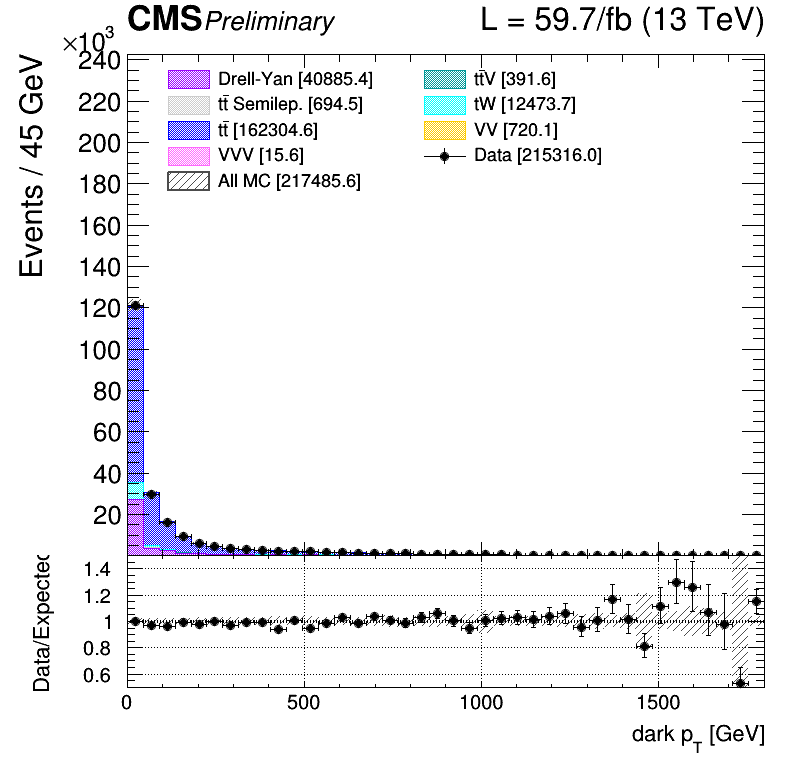 CMS Preliminary L = 59.7/fb (13 TeV)
×10³
Events / 45 GeV
240
220
200
180
160
140
120
100
80
60
40
20
Drell-Yan [40885.4]
tt̄ Semilep. [694.5]
tt̄ [162304.6]
VVV [15.6]
All MC [217485.6]
tt̄V [391.6]
tW [12473.7]
VV [720.1]
Data [215316.0]
Data/Expected
1.4
1.2
1
0.8
0.6
0 500 1000 1500
dark p_T [GeV]